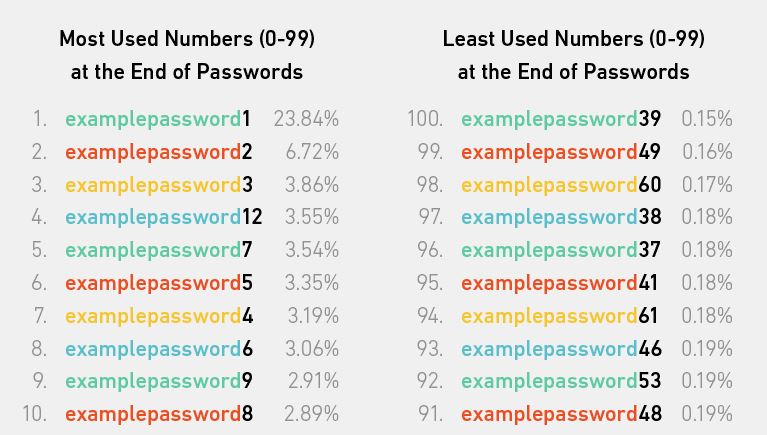 Most Used Numbers (0-99)
at the End of Passwords
1. examplepassword1 23.84%
2. examplepassword2 6.72%
3. examplepassword3 3.86%
4. examplepassword12 3.55%
5. examplepassword7 3.54%
6. examplepassword5 3.35%
7. examplepassword4 3.19%
8. examplepassword6 3.06%
9. examplepassword9 2.91%
10. examplepassword8 2.89%
Least Used Numbers (0-99)
at the End of Passwords
100. examplepassword39 0.15%
99. examplepassword49 0.16%
98. examplepassword60 0.17%
97. examplepassword38 0.18%
96. examplepassword37 0.18%
95. examplepassword41 0.18%
94. examplepassword61 0.18%
93. examplepassword46 0.19%
92. examplepassword53 0.19%
91. examplepassword48 0.19%